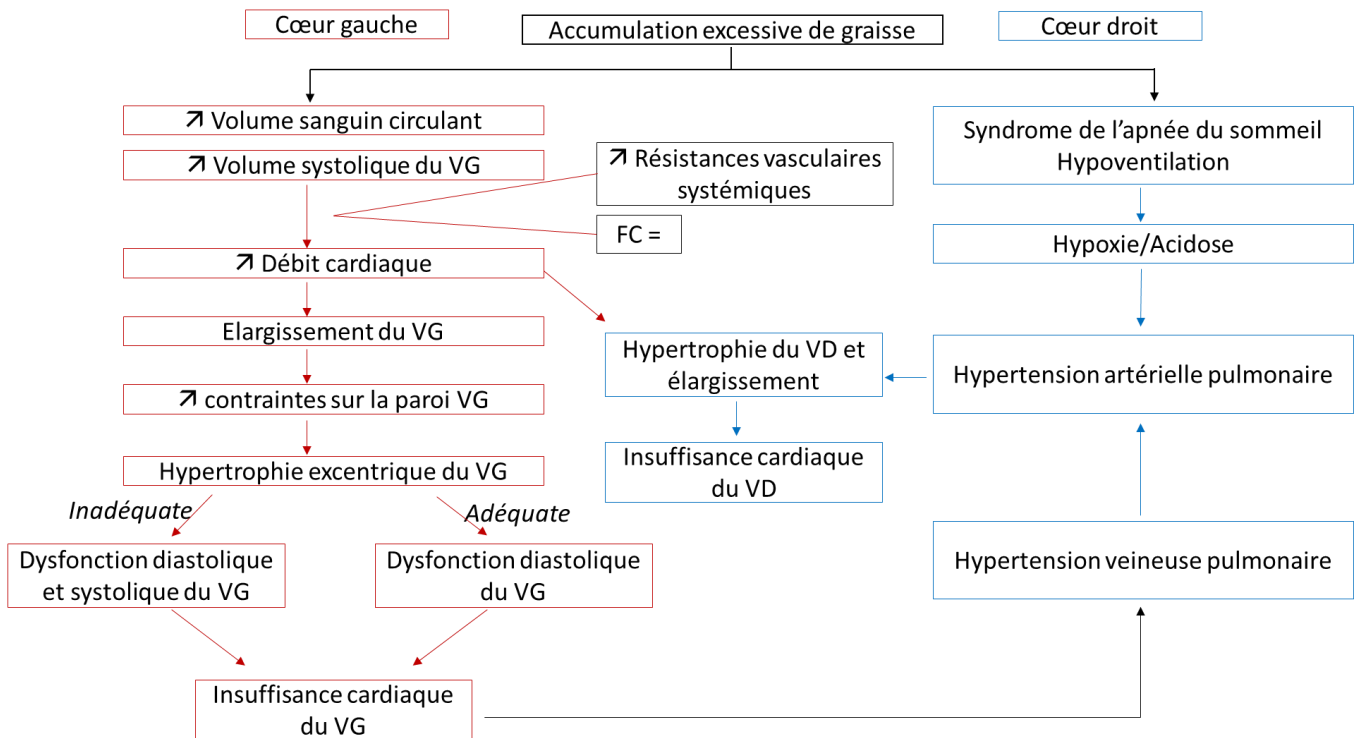 Cœur gauche
Accumulation excessive de graisse
Cœur droit
↗ Volume sanguin circulant
↗ Volume systolique du VG
↗ Résistances vasculaires
systémiques
FC =
↗ Débit cardiaque
Elargissement du VG
↗ contraintes sur la paroi VG
Hypertrophie excentrique du VG
Inadéquate
Adéquate
Dysfonction diastolique
et systolique du VG
Dysfonction diastolique
du VG
Insuffisance cardiaque
du VG
Hypertrophie du VD et
élargissement
Insuffisance cardiaque
du VD
Syndrome de l’apnée du sommeil
Hypoventilation
Hypoxie/Acidose
Hypertension artérielle pulmonaire
Hypertension veineuse pulmonaire